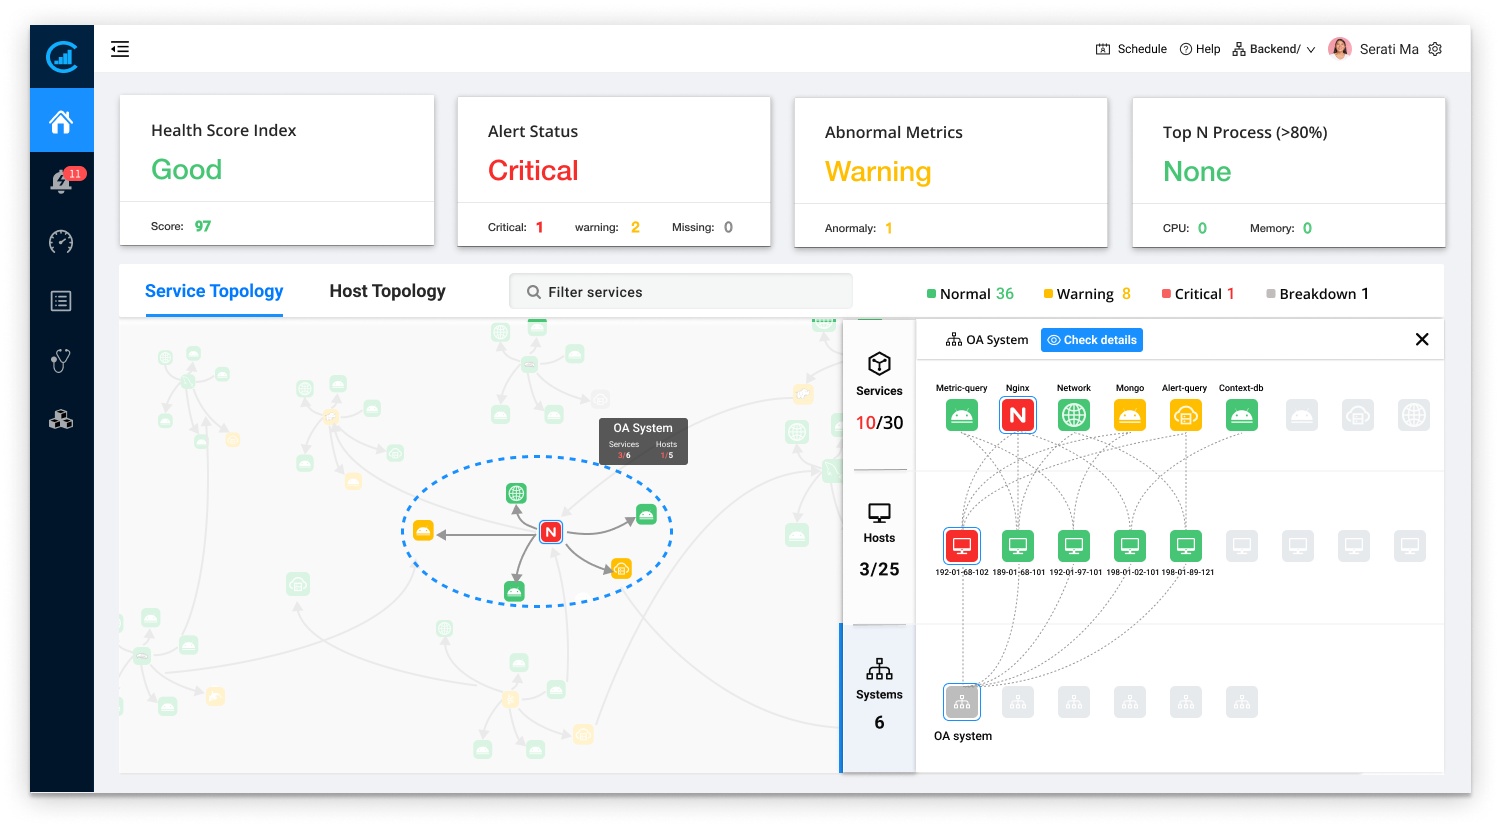 Schedule
Help
Backend/
Serati Ma
11
Health Score Index
Good
Score: 97
Alert Status
Critical
Critical: 1 warning: 2 Missing: 0
Abnormal Metrics
Warning
Anormaly: 1
Top N Process (>80%)
None
CPU: 0 Memory: 0
Service Topology
Host Topology
Filter services
Normal 36
Warning 8
Critical 1
Breakdown 1
OA System
Services Hosts
3/6 1/5
N
Services
10/30
Hosts
3/25
Systems
6
OA System
Check details
Metric-query Nginx Network Mongo Alert-query Context-db
N
192-01-68-102 189-01-68-101 192-01-97-101 198-01-02-101 198-01-89-121
OA system